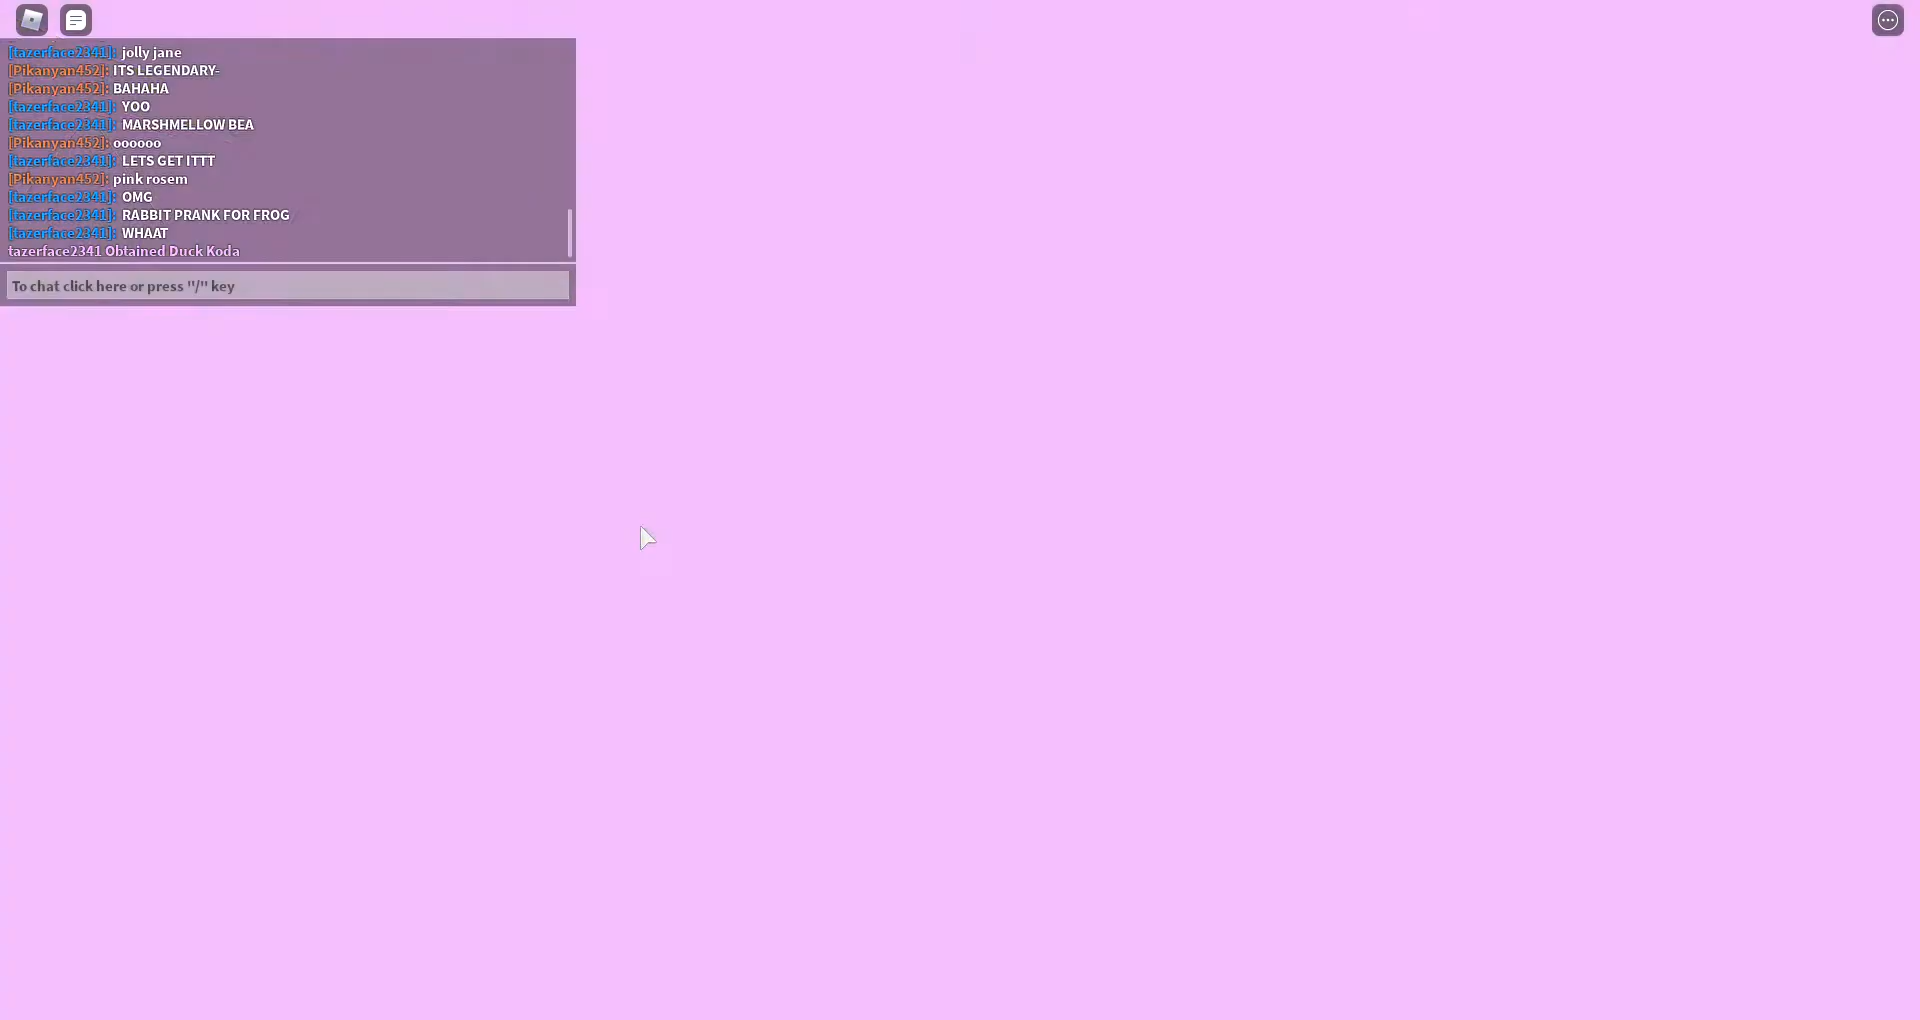 [tazerface2341]: jolly jane
[Pikanyan452]: ITS LEGENDARY-
[Pikanyan452]: BAHAHA
[tazerface2341]: YOO
[tazerface2341]: MARSHMELLOW BEA
[Pikanyan452]: oooooo
[tazerface2341]: LETS GET ITTT
[Pikanyan452]: pink rosem
[tazerface2341]: OMG
[tazerface2341]: RABBIT PRANK FOR FROG
[tazerface2341]: WHAAT
tazerface2341 Obtained Duck Koda
To chat click here or press "/" key